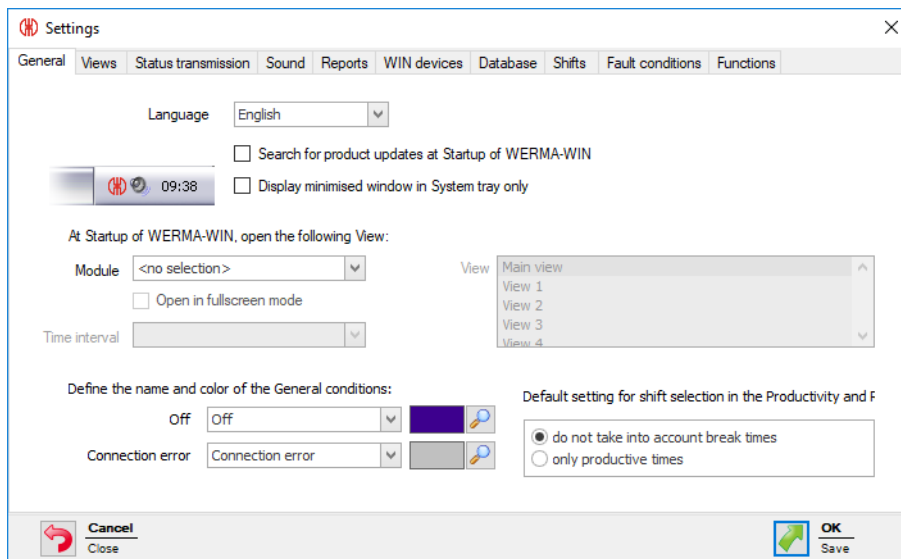 Settings
General Views Status transmission Sound Reports WIN devices Database Shifts Fault conditions Functions
Language English
Search for product updates at Startup of WERMA-WIN
09:38 Display minimised window in System tray only
At Startup of WERMA-WIN, open the following View:
Module <no selection> View Main view
Open in fullscreen mode View 1
View 2
Time interval View 3
View 4
Define the name and color of the General conditions:
Default setting for shift selection in the Productivity and
Off Off
do not take into account break times
Connection error Connection error
only productive times
Cancel OK
Close Save